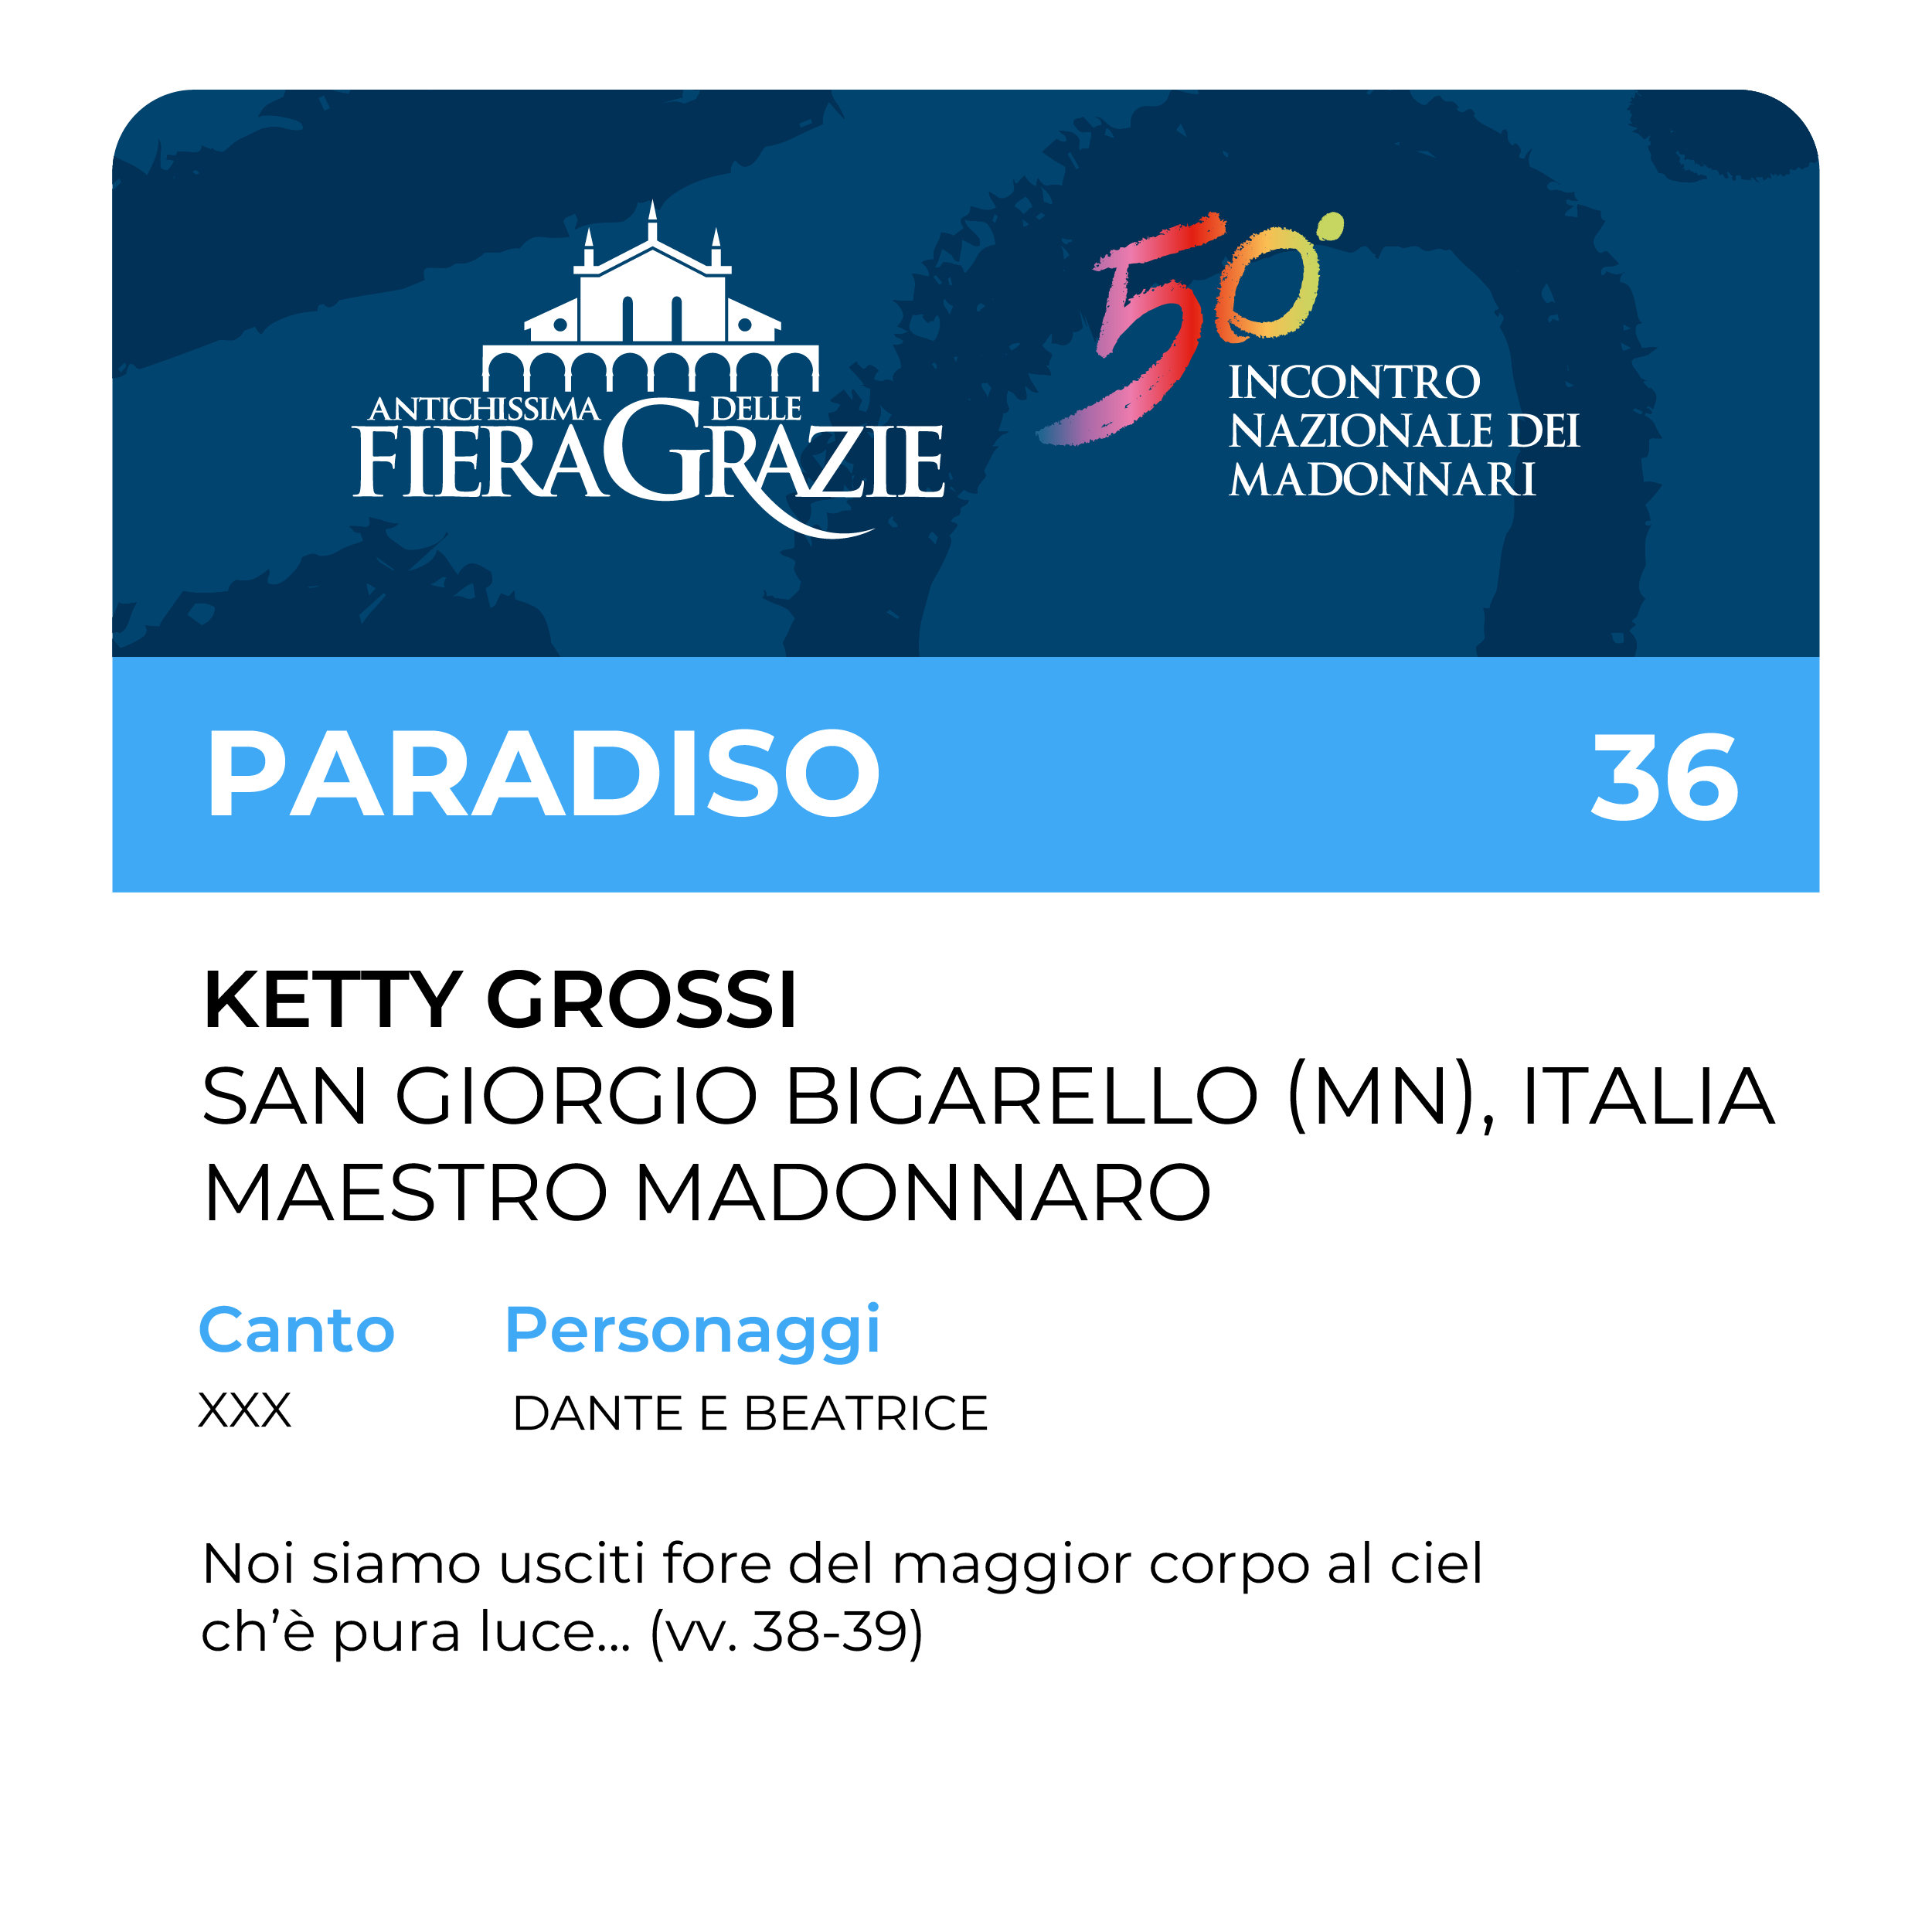 ANTICHISSIMA DELLE
FIERAGRAZIE
50°
INCONTRO
NAZIONALE DEI
MADONNARI
PARADISO 36
KETTY GROSSI
SAN GIORGIO BIGARELLO (MN), ITALIA
MAESTRO MADONNARO
Canto Personaggi
XXX DANTE E BEATRICE
Noi siamo usciti fore del maggior corpo al ciel
ch'è pura luce... (vv. 38-39)